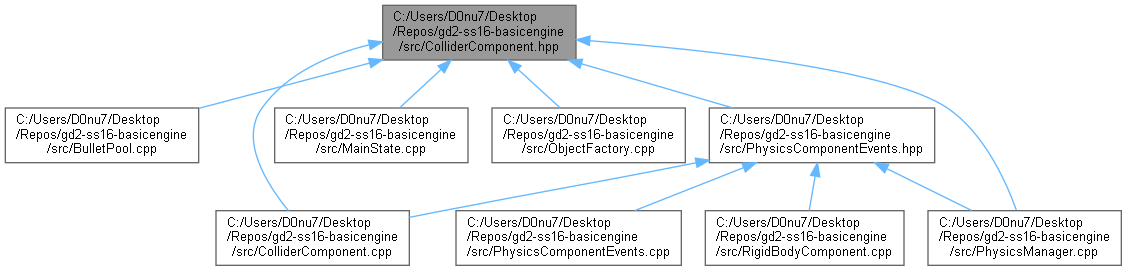 C:/Users/D0nu7/Desktop
/Repos/gd2-ss16-basicengine
/src/ColliderComponent.hpp
C:/Users/D0nu7/Desktop
/Repos/gd2-ss16-basicengine
/src/BulletPool.cpp
C:/Users/D0nu7/Desktop
/Repos/gd2-ss16-basicengine
/src/MainState.cpp
C:/Users/D0nu7/Desktop
/Repos/gd2-ss16-basicengine
/src/ObjectFactory.cpp
C:/Users/D0nu7/Desktop
/Repos/gd2-ss16-basicengine
/src/PhysicsComponentEvents.hpp
C:/Users/D0nu7/Desktop
/Repos/gd2-ss16-basicengine
/src/ColliderComponent.cpp
C:/Users/D0nu7/Desktop
/Repos/gd2-ss16-basicengine
/src/PhysicsComponentEvents.cpp
C:/Users/D0nu7/Desktop
/Repos/gd2-ss16-basicengine
/src/RigidBodyComponent.cpp
C:/Users/D0nu7/Desktop
/Repos/gd2-ss16-basicengine
/src/PhysicsManager.cpp